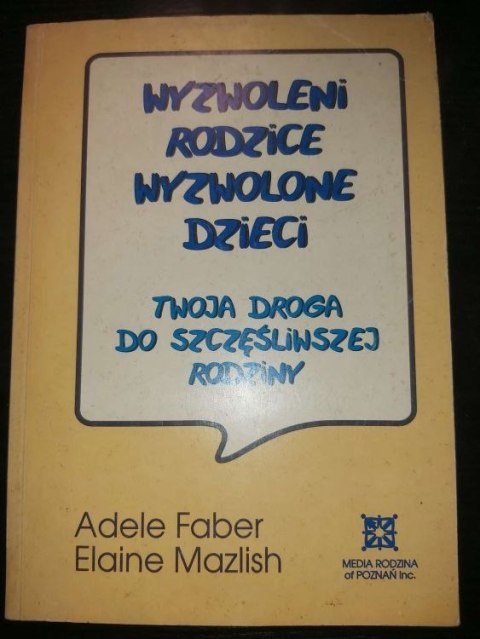 WYZWOLENI
RODZICE
WYZWOLONE
DZIECI
TWOJA DROGA
DO SZCZĘŚLIWSZEJ
RODZINY
Adele Faber
Elaine Mazlish
MEDIA RODZINA
of POZNAŃ Inc.